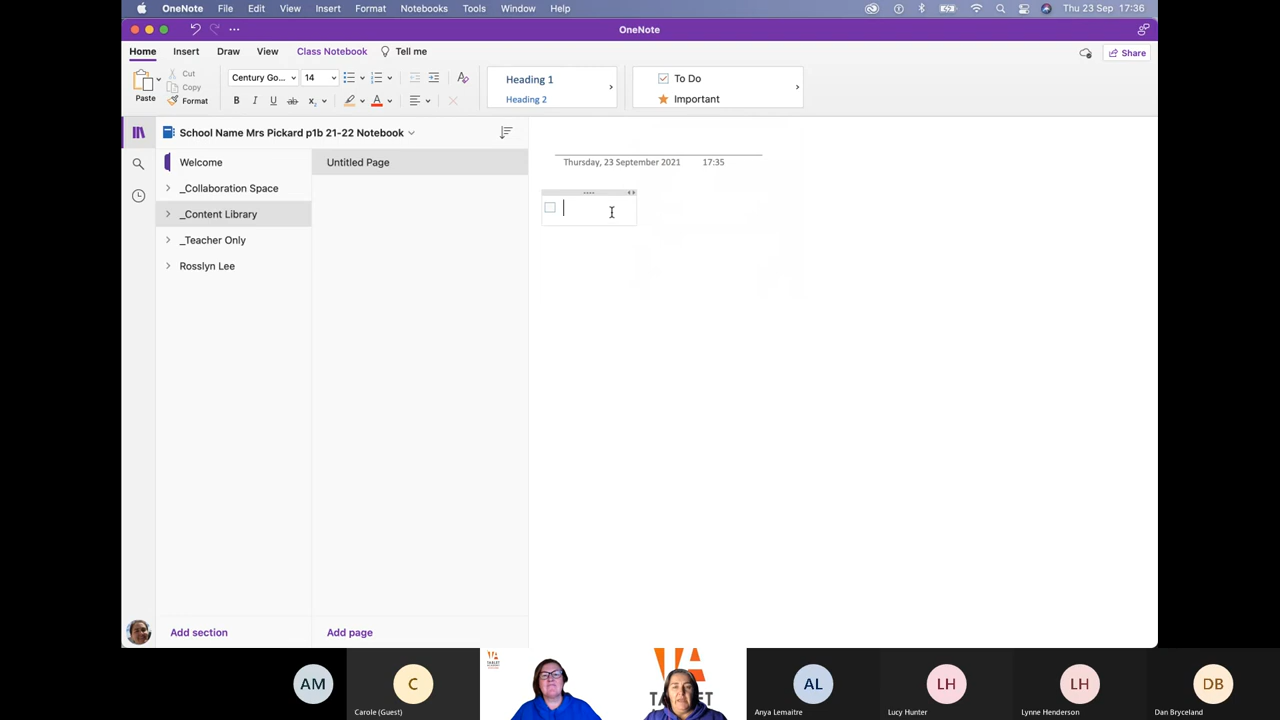 OneNote File Edit View Insert Format Notebooks Tools Window Help Thu 23 Sep 17:36
OneNote
Home Insert Draw View Class Notebook Tell me Share
Paste Cut Copy Format
Century Go... 14
B I U ab x
A
Heading 1
Heading 2
To Do
Important
School Name Mrs Pickard p1b 21-22 Notebook
Welcome
_Collaboration Space
_Content Library
_Teacher Only
Rosslyn Lee
Untitled Page
Thursday, 23 September 2021 17:35
Add section Add page
AM
C
Carole (Guest)
TABLET
TABLET
AL
Anya Lemaitre
LH
Lucy Hunter
LH
Lynne Henderson
DB
Dan Bryceland